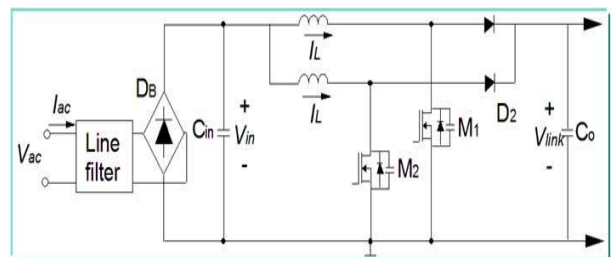 IL
DB
IL
Iac
Cin
+
Vin
-
D2
+
Vlink
-
Co
M1
Line
filter
Vac
M2